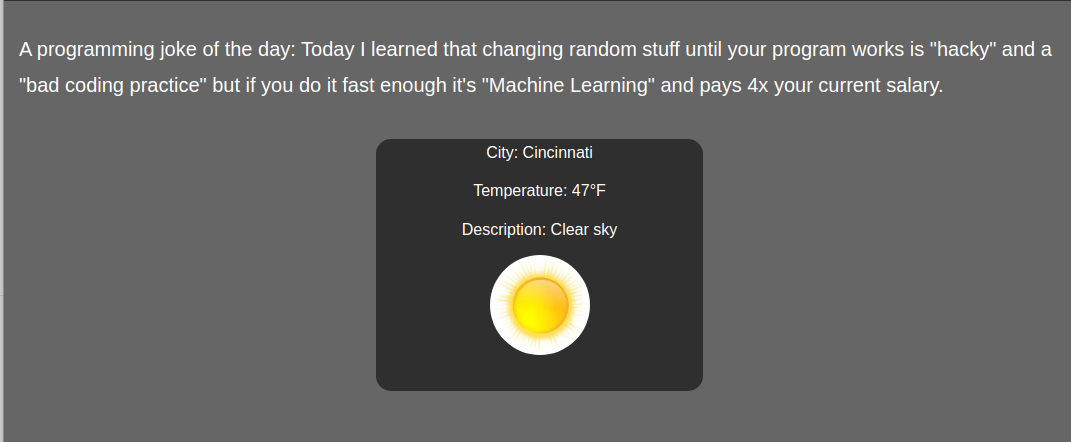 A programming joke of the day: Today I learned that changing random stuff until your program works is "hacky" and a
"bad coding practice" but if you do it fast enough it's "Machine Learning" and pays 4x your current salary.
City: Cincinnati
Temperature: 47°F
Description: Clear sky